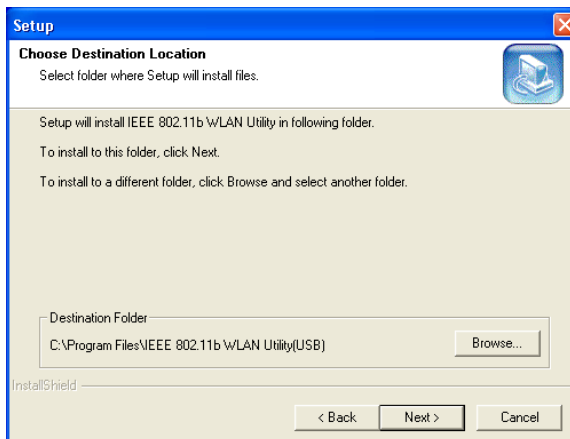 Setup
Choose Destination Location
Select folder where Setup will install files.
Setup will install IEEE 802.11b WLAN Utility in following folder.
To install to this folder, click Next.
To install to a different folder, click Browse and select another folder.
Destination Folder
C:\Program Files\IEEE 802.11b WLAN Utility(USB)
Browse...
InstallShield
< Back
Next >
Cancel